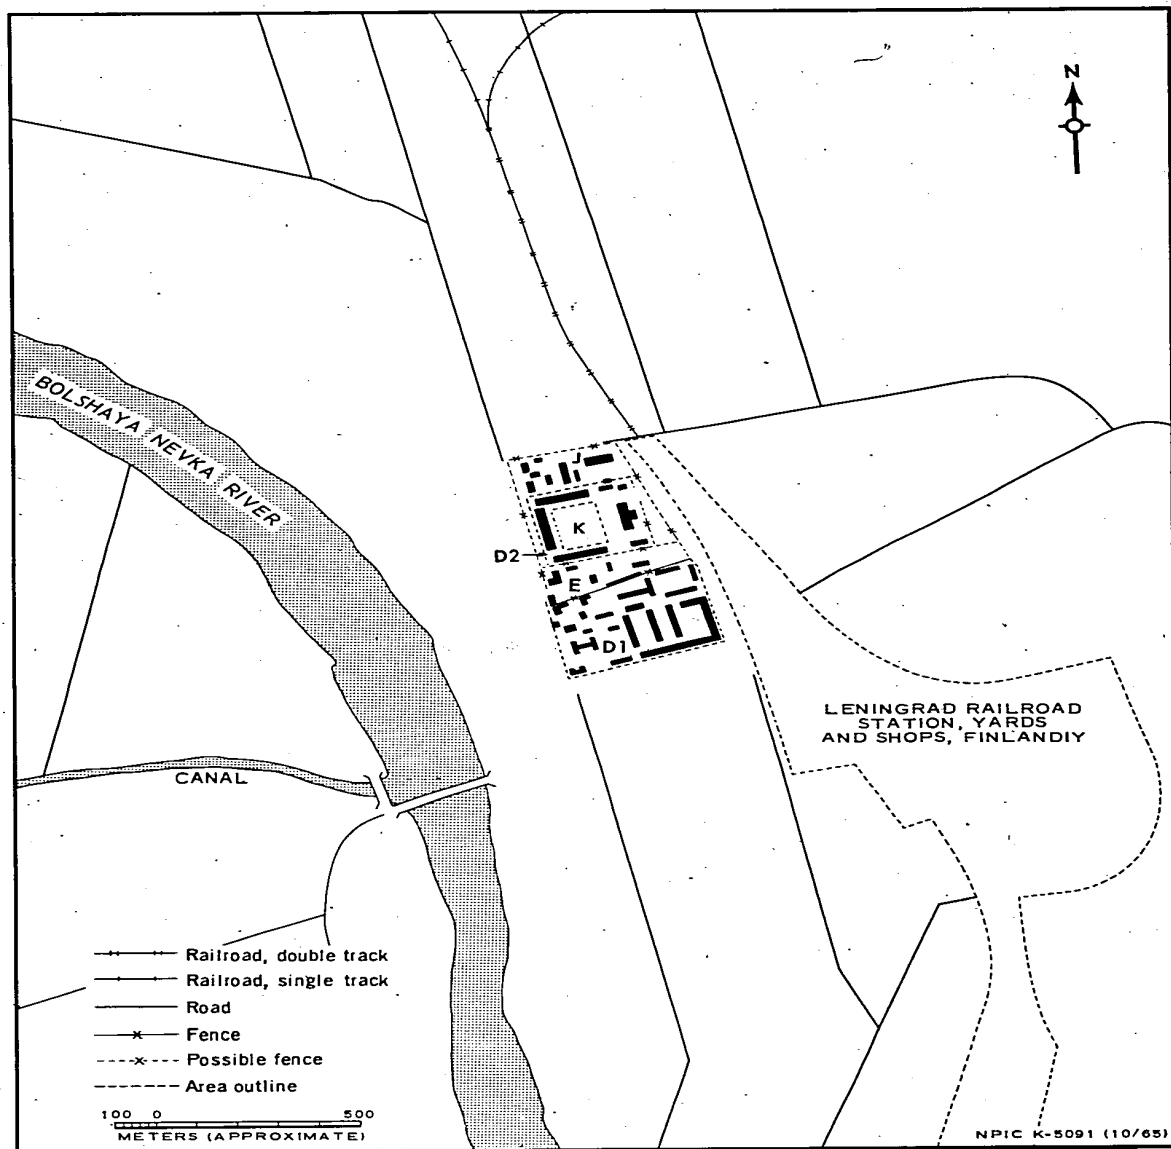 N
BOLSHAYA NEVKA RIVER
J
K
D2
E
D1
LENINGRAD RAILROAD
STATION, YARDS
AND SHOPS, FINLANDIY
CANAL
Railroad, double track
Railroad, single track
Road
Fence
Possible fence
Area outline
100 0 500
METERS (APPROXIMATE)
NPIC K-5091 (10/65)